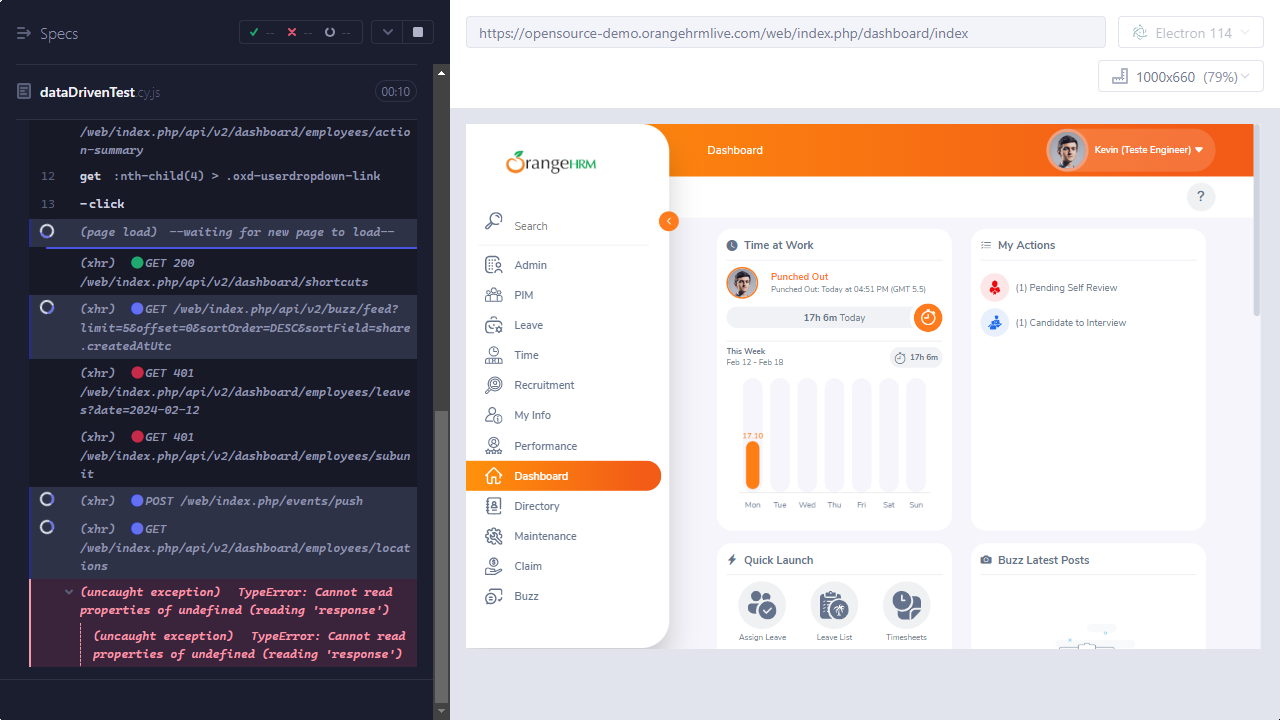 Specs
-- -- --
dataDrivenTest.cy.js
00:10
/web/index.php/api/v2/dashboard/employees/actio
n-summary
12 get :nth-child(4) > .oxd-userdropdown-link
13 -click
(page load) --waiting for new page to load--
(xhr) GET 200
/web/index.php/api/v2/dashboard/shortcuts
(xhr) GET /web/index.php/api/v2/buzz/feed?
limit=5&offset=0&sortOrder=DESC&sortField=share
.createdAtUtc
(xhr) GET 401
/web/index.php/api/v2/dashboard/employees/leave
s?date=2024-02-12
(xhr) GET 401
/web/index.php/api/v2/dashboard/employees/subun
it
(xhr) POST /web/index.php/events/push
(xhr) GET
/web/index.php/api/v2/dashboard/employees/locat
ions
(uncaught exception) TypeError: Cannot read
properties of undefined (reading 'response')
(uncaught exception) TypeError: Cannot read
properties of undefined (reading 'response')
https://opensource-demo.orangehrmlive.com/web/index.php/dashboard/index
Electron 114
1000x660 (79%)
OrangeHRM
Search
Admin
PIM
Leave
Time
Recruitment
My Info
Performance
Dashboard
Directory
Maintenance
Claim
Buzz
Dashboard
Kevin (Teste Engineer)
?
Time at Work
Punched Out
Punched Out: Today at 04:51 PM (GMT 5.5)
17h 6m Today
This Week
Feb 12 - Feb 18
17h 6m
17.10
Mon Tue Wed Thu Fri Sat Sun
My Actions
(1) Pending Self Review
(1) Candidate to Interview
Quick Launch
Assign Leave
Leave List
Timesheets
Buzz Latest Posts